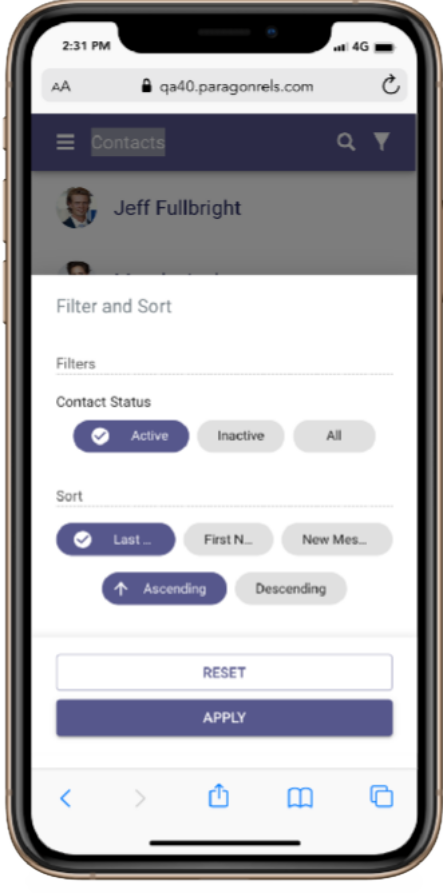 2:31 PM
4G
AA
qa40.paragonrels.com
Contacts
Jeff Fullbright
Filter and Sort
Filters
Contact Status
Active Inactive All
Sort
Last ... First N... New Mes...
Ascending Descending
RESET
APPLY